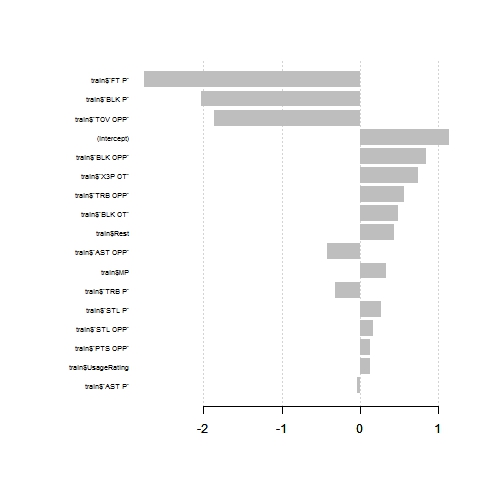 train$`FT P`
train$`BLK P`
train$`TOV OPP`
(Intercept)
train$`BLK OPP`
train$`X3P OT`
train$`TRB OPP`
train$`BLK OT`
train$Rest
train$`AST OPP`
train$MP
train$`TRB P`
train$`STL P`
train$`STL OPP`
train$`PTS OPP`
train$UsageRating
train$`AST P`
-2 -1 0 1